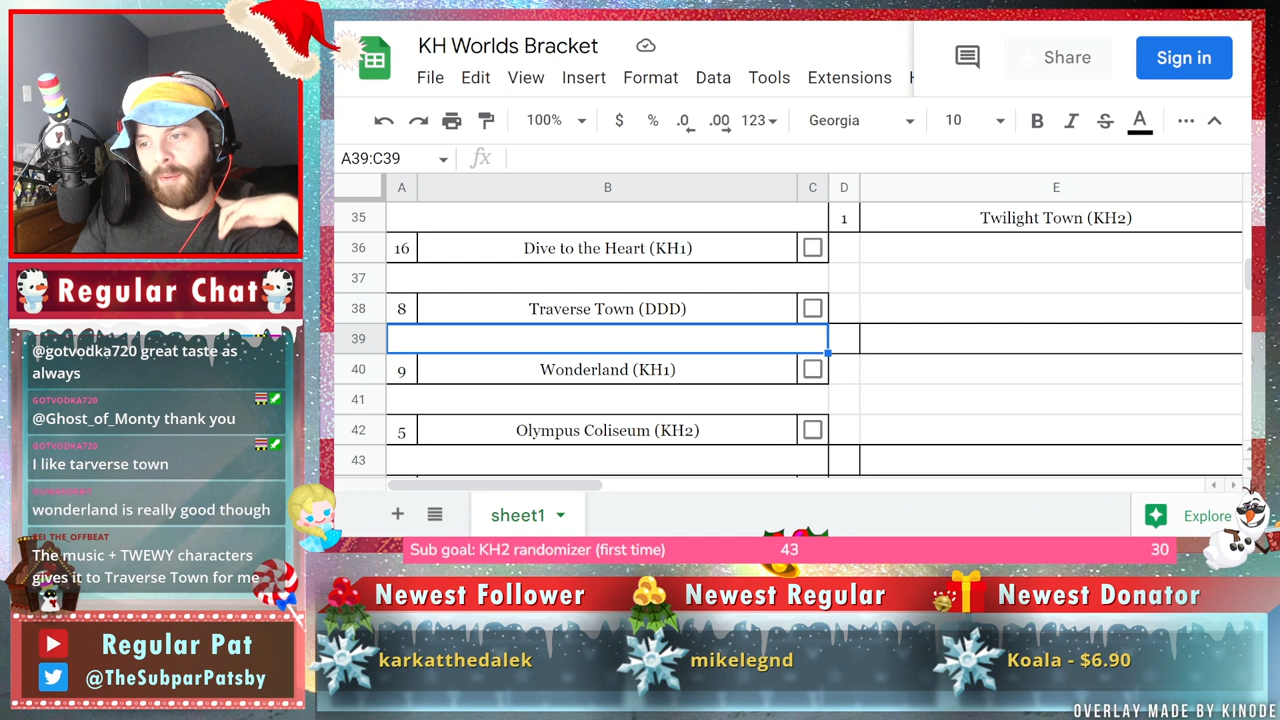 KH Worlds Bracket
File Edit View Insert Format Data Tools Extensions
Share
Sign in
100% $ % .0 .00 123 Georgia 10 B I S A
A39:C39 fx
A B C D E
35 1 Twilight Town (KH2)
36 16 Dive to the Heart (KH1)
37
38 8 Traverse Town (DDD)
39
40 9 Wonderland (KH1)
41
42 5 Olympus Coliseum (KH2)
43
sheet1
Explore
Regular Chat
@gotvodka720 great taste as
always
GOTVODKA720
@Ghost_of_Monty thank you
GOTVODKA720
I like tarverse town
wonderland is really good though
REI_THE_OFFBEAT
The music + TWEWY characters
gives it to Traverse Town for me
Sub goal: KH2 randomizer (first time) 43 30
Newest Follower Newest Regular Newest Donator
karkatthedalek mikelegnd Koala - $6.90
Regular Pat
@TheSubparPatsby
OVERLAY MADE BY KINODE